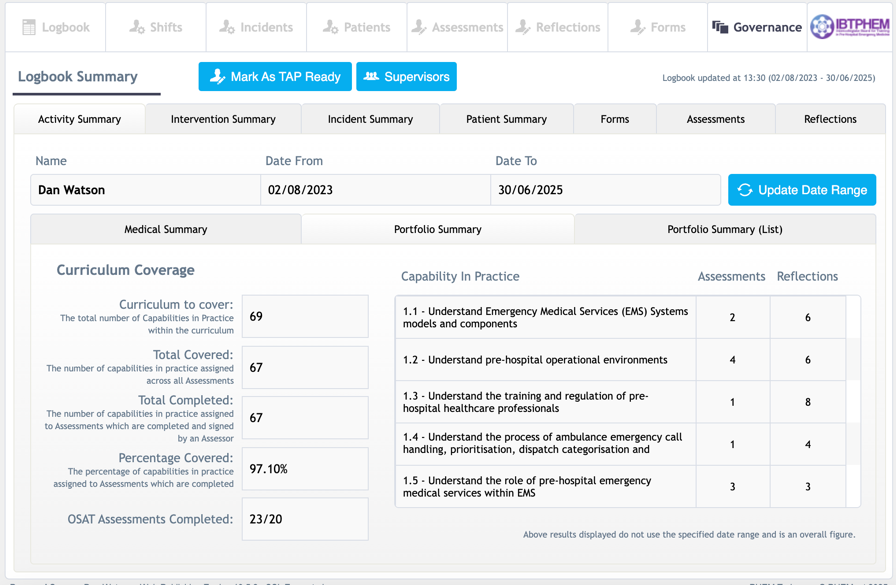 Logbook
Shifts
Incidents
Patients
Assessments
Reflections
Forms
Governance
IBTPHEM
Logbook Summary
Mark As TAP Ready
Supervisors
Logbook updated at 13:30 (02/08/2023 - 30/06/2025)
Activity Summary
Intervention Summary
Incident Summary
Patient Summary
Forms
Assessments
Reflections
Name
Date From
Date To
Dan Watson
02/08/2023
30/06/2025
Update Date Range
Medical Summary
Portfolio Summary
Portfolio Summary (List)
Curriculum Coverage
Curriculum to cover:
The total number of Capabilities in Practice
within the curriculum
69
Total Covered:
The number of capabilities in practice assigned
across all Assessments
67
Total Completed:
The number of capabilities in practice assigned
to Assessments which are completed and signed
by an Assessor
67
Percentage Covered:
The percentage of capabilities in practice
assigned to Assessments which are completed
97.10%
OSAT Assessments Completed:
23/20
Capability In Practice
Assessments
Reflections
1.1 - Understand Emergency Medical Services (EMS) Systems
models and components
2
6
1.2 - Understand pre-hospital operational environments
4
6
1.3 - Understand the training and regulation of pre-
hospital healthcare professionals
1
8
1.4 - Understand the process of ambulance emergency call
handling, prioritisation, dispatch categorisation and
1
4
1.5 - Understand the role of pre-hospital emergency
medical services within EMS
3
3
Above results displayed do not use the specified date range and is an overall figure.